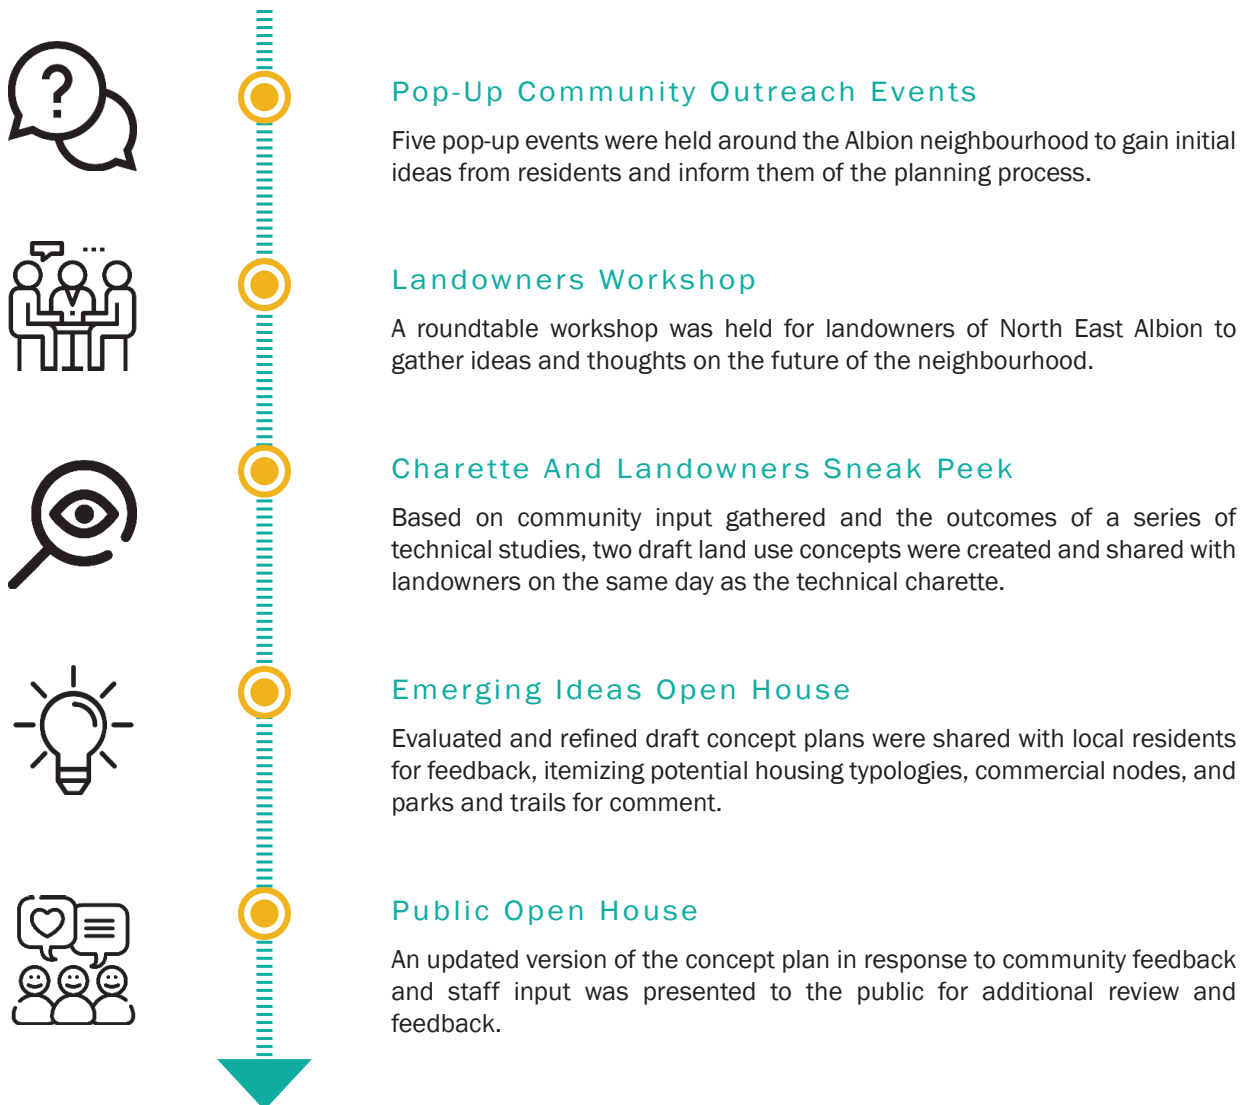 Pop-Up Community Outreach Events
Five pop-up events were held around the Albion neighbourhood to gain initial
ideas from residents and inform them of the planning process.
Landowners Workshop
A roundtable workshop was held for landowners of North East Albion to
gather ideas and thoughts on the future of the neighbourhood.
Charette And Landowners Sneak Peek
Based on community input gathered and the outcomes of a series of
technical studies, two draft land use concepts were created and shared with
landowners on the same day as the technical charette.
Emerging Ideas Open House
Evaluated and refined draft concept plans were shared with local residents
for feedback, itemizing potential housing typologies, commercial nodes, and
parks and trails for comment.
Public Open House
An updated version of the concept plan in response to community feedback
and staff input was presented to the public for additional review and
feedback.